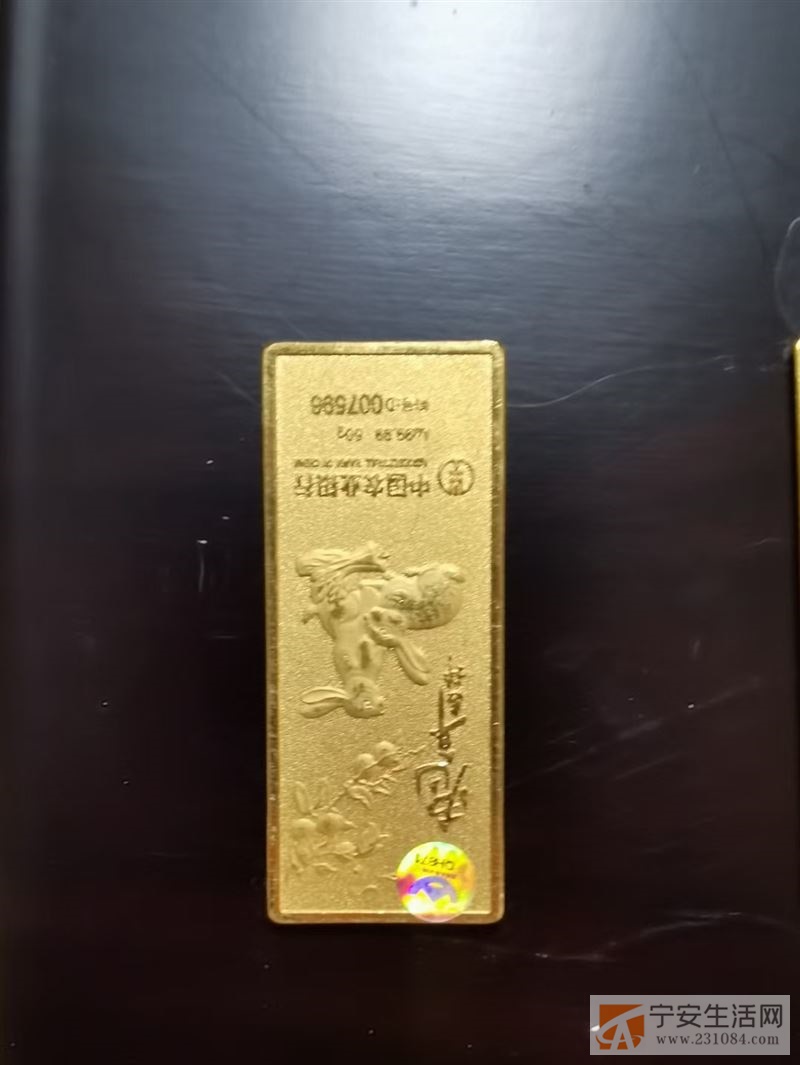 中国农业银行
AGRICULTURAL BANK OF CHINA
Au99.99 50g
编号:D 007596
宁安生活网
www.231084.com